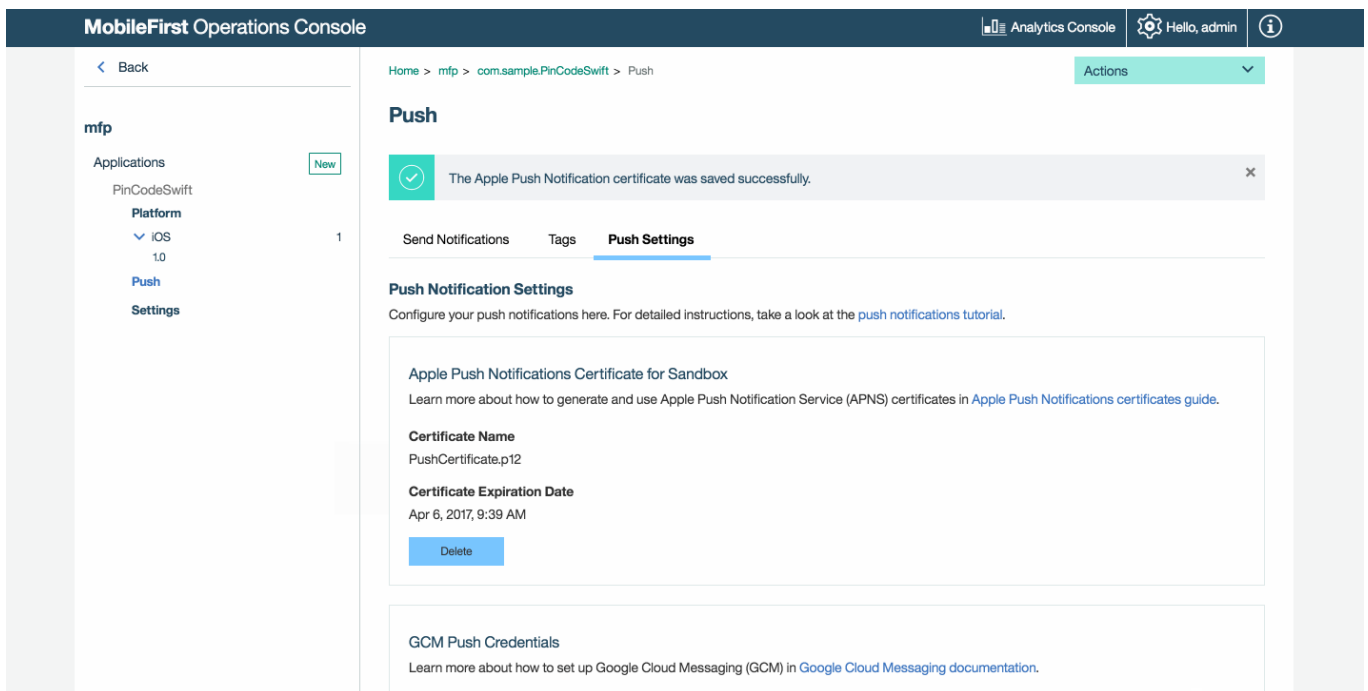 MobileFirst Operations Console
Analytics Console
Hello, admin
Back
mfp
Applications
New
PinCodeSwift
Platform
iOS 1
1.0
Push
Settings
Home > mfp > com.sample.PinCodeSwift > Push
Actions
Push
The Apple Push Notification certificate was saved successfully.
Send Notifications Tags Push Settings
Push Notification Settings
Configure your push notifications here. For detailed instructions, take a look at the push notifications tutorial.
Apple Push Notifications Certificate for Sandbox
Learn more about how to generate and use Apple Push Notification Service (APNS) certificates in Apple Push Notifications certificates guide.
Certificate Name
PushCertificate.p12
Certificate Expiration Date
Apr 6, 2017, 9:39 AM
Delete
GCM Push Credentials
Learn more about how to set up Google Cloud Messaging (GCM) in Google Cloud Messaging documentation.